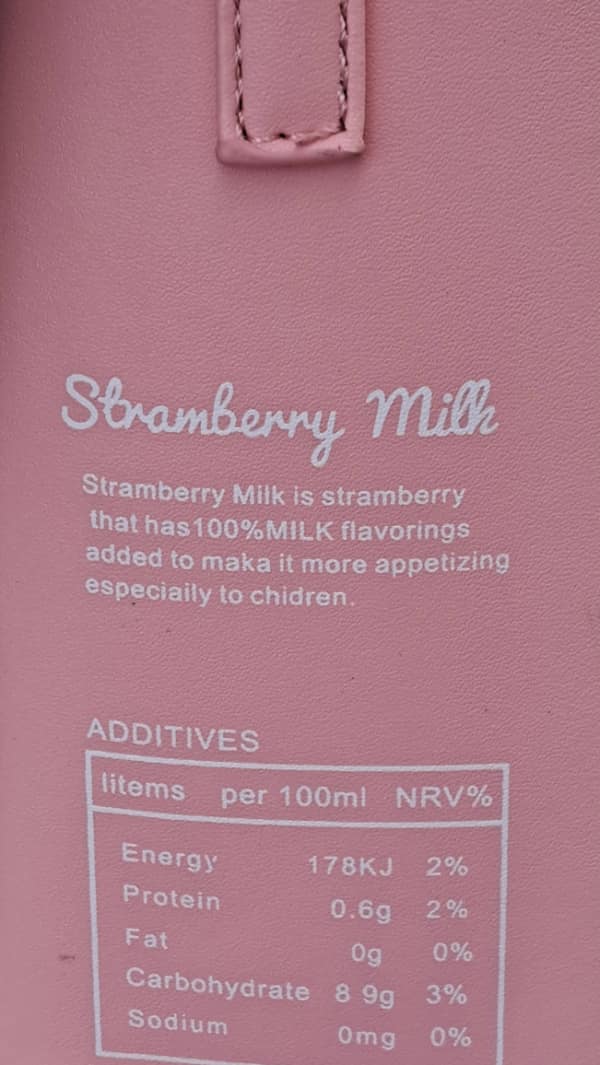 Stramberry Milk
Stramberry Milk is stramberry
that has100%MILK flavorings
added to maka it more appetizing
especiaily to chidren.
ADDITIVES
litems per 100ml NRV%
Energy 178KJ 2%
Protein 0.6g 2%
Fat 0g 0%
Carbohydrate 8 9g 3%
Sodium 0mg 0%